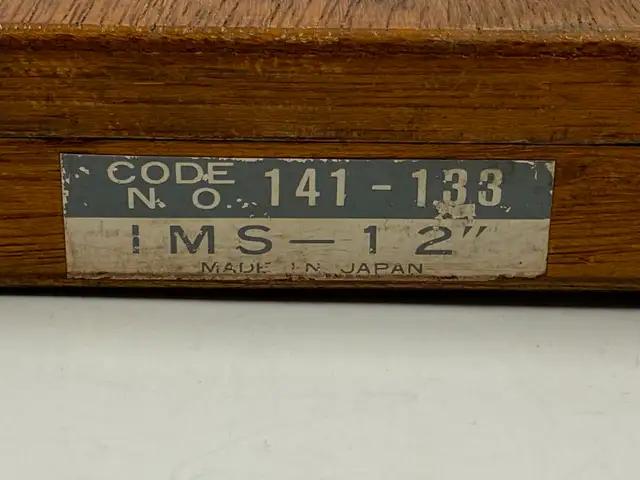 CODE NO. 141-133
IMS-12"
MADE IN JAPAN